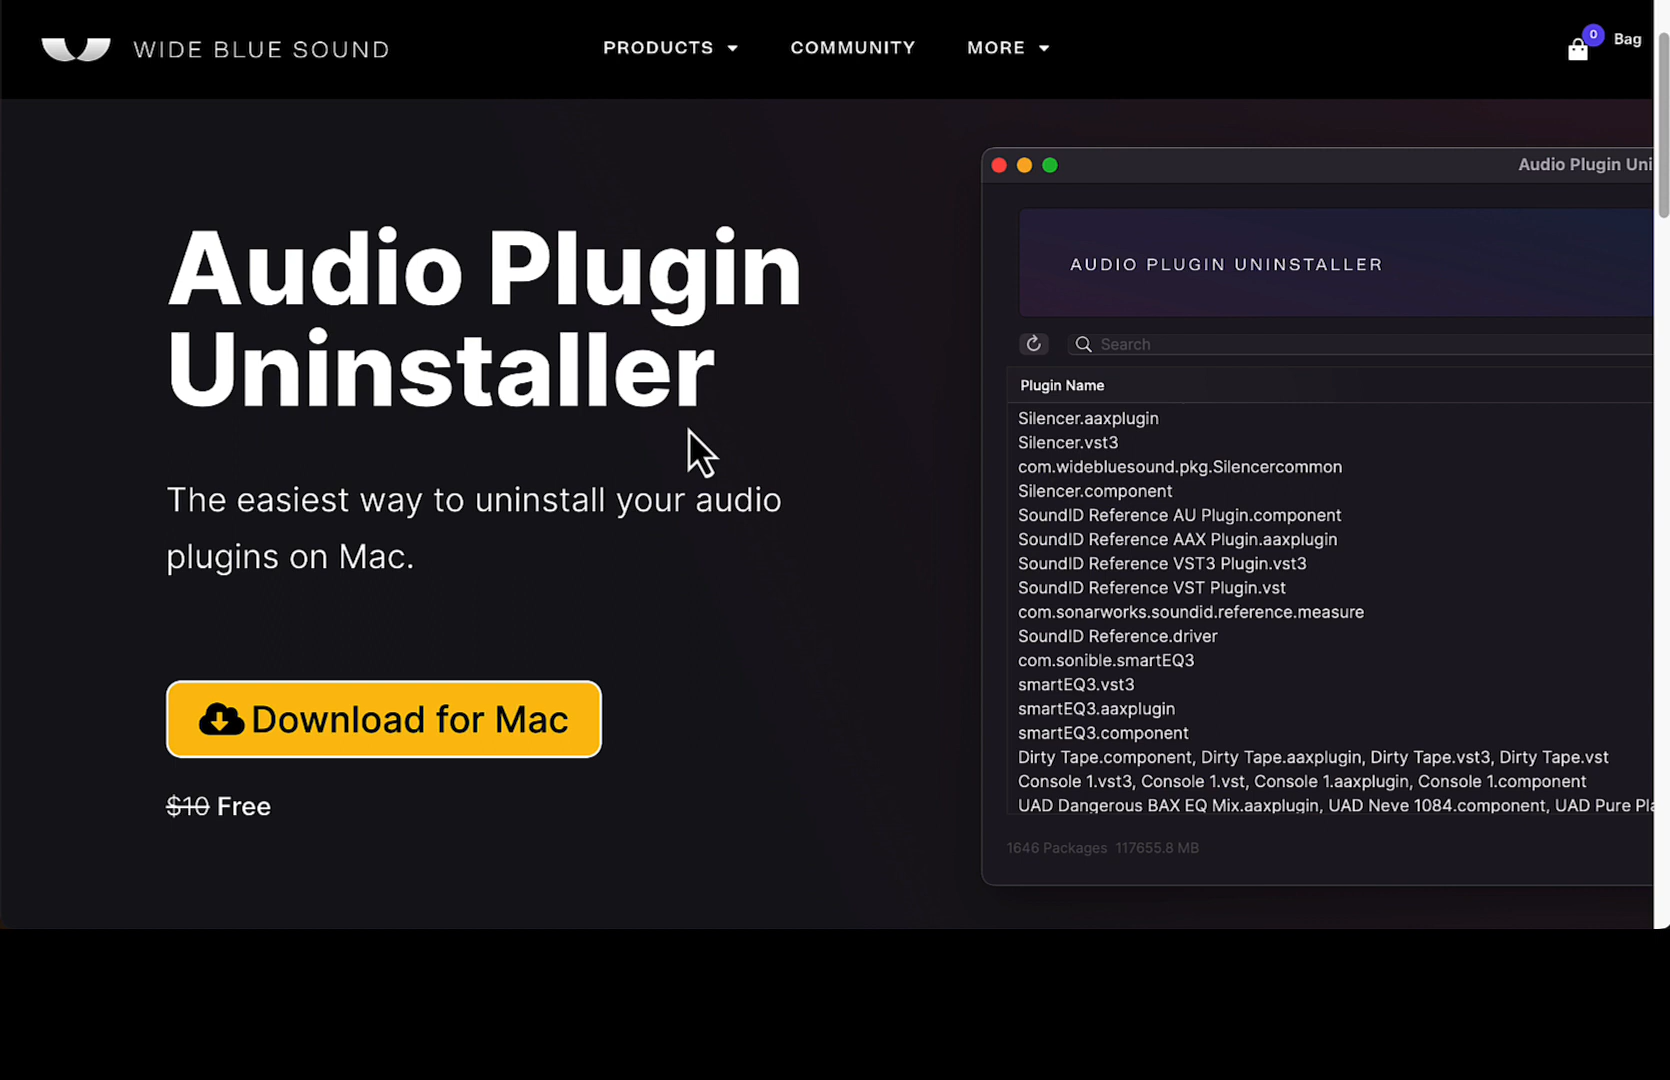 WIDE BLUE SOUND
PRODUCTS
COMMUNITY
MORE
0
Bag
Audio Plugin
Uninstaller
The easiest way to uninstall your audio
plugins on Mac.
Download for Mac
$10 Free
Audio Plugin Uni
AUDIO PLUGIN UNINSTALLER
Search
Plugin Name
Silencer.aaxplugin
Silencer.vst3
com.widebluesound.pkg.Silencercommon
Silencer.component
SoundID Reference AU Plugin.component
SoundID Reference AAX Plugin.aaxplugin
SoundID Reference VST3 Plugin.vst3
SoundID Reference VST Plugin.vst
com.sonarworks.soundid.reference.measure
SoundID Reference.driver
com.sonible.smartEQ3
smartEQ3.vst3
smartEQ3.aaxplugin
smartEQ3.component
Dirty Tape.component, Dirty Tape.aaxplugin, Dirty Tape.vst3, Dirty Tape.vst
Console 1.vst3, Console 1.vst, Console 1.aaxplugin, Console 1.component
UAD Dangerous BAX EQ Mix.aaxplugin, UAD Neve 1084.component, UAD Pure Pla
1646 Packages 117655.8 MB